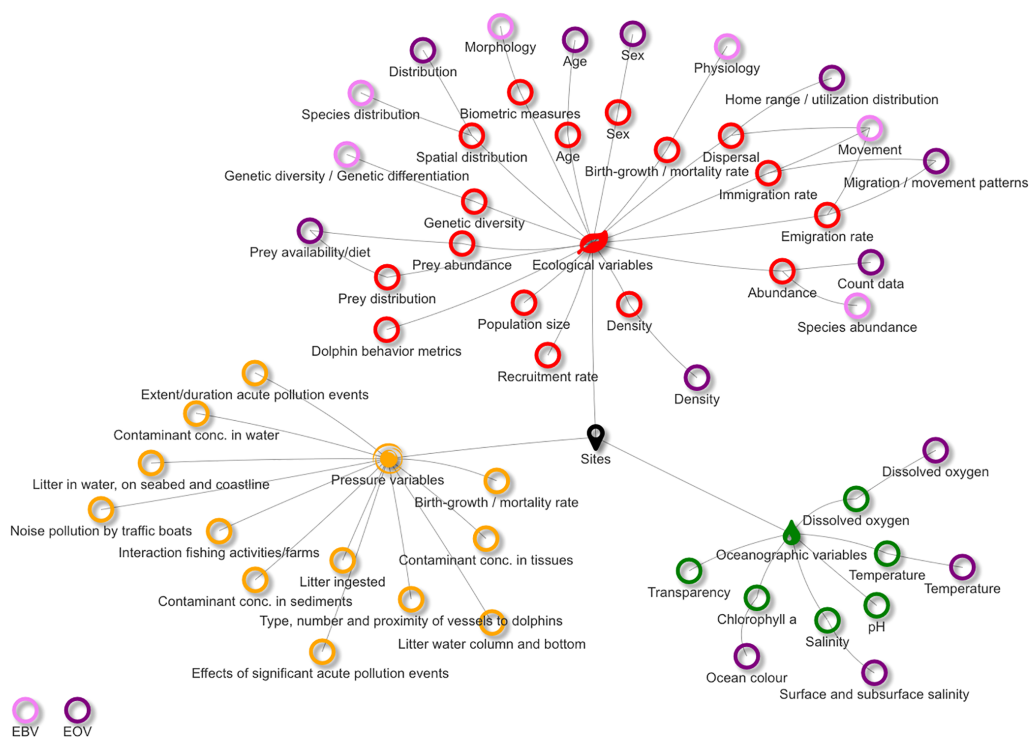 Morphology
Age
Sex
Distribution
Physiology
Home range / utilization distribution
Species distribution
Biometric measures
Sex
Age
Spatial distribution
Dispersal
Movement
Birth-growth / mortality rate
Genetic diversity / Genetic differentiation
Migration / movement patterns
Immigration rate
Genetic diversity
Emigration rate
Prey availability/diet
Prey abundance
Ecological variables
Count data
Abundance
Prey distribution
Population size
Density
Species abundance
Dolphin behavior metrics
Recruitment rate
Extent/duration acute pollution events
Density
Contaminant conc. in water
Sites
Dissolved oxygen
Litter in water, on seabed and coastline
Pressure variables
Birth-growth / mortality rate
Dissolved oxygen
Noise pollution by traffic boats
Interaction fishing activities/farms
Contaminant conc. in tissues
Oceanographic variables
Temperature
Temperature
Litter ingested
Transparency
Contaminant conc. in sediments
Type, number and proximity of vessels to dolphins
Chlorophyll a
pH
Litter water column and bottom
Salinity
Effects of significant acute pollution events
Ocean colour
Surface and subsurface salinity
EBV
EOV